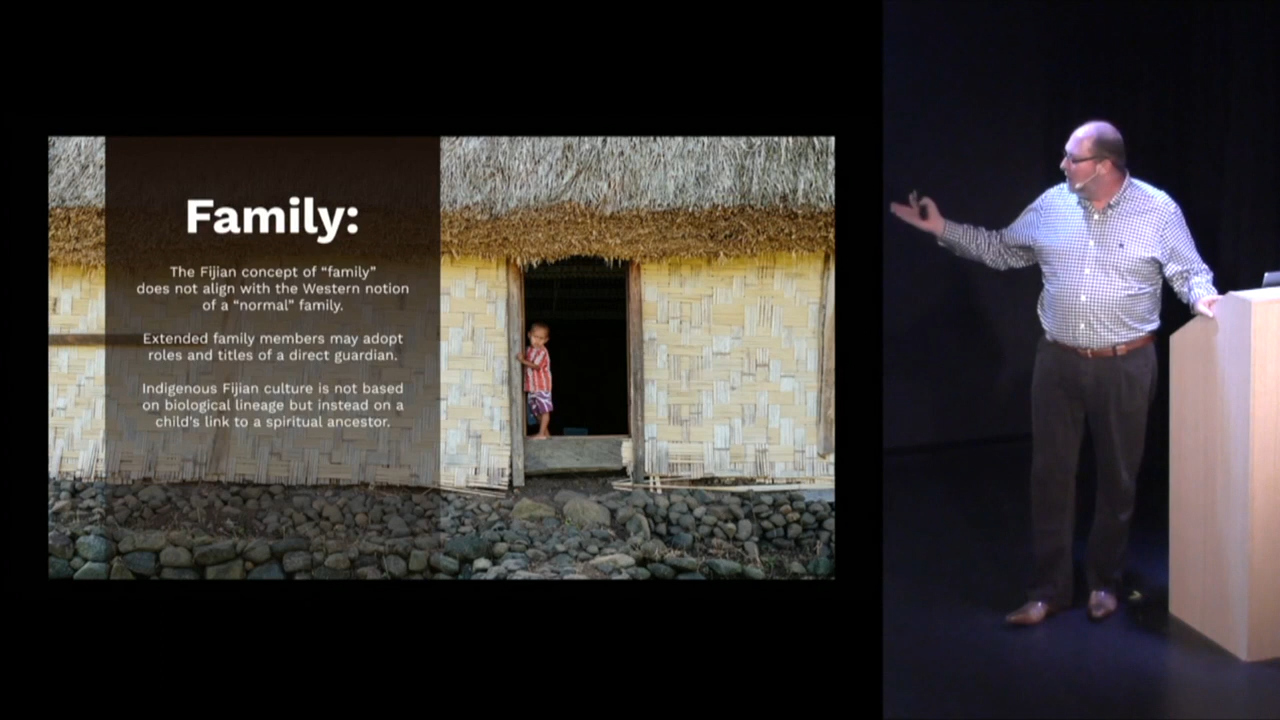 Family:
The Fijian concept of “family”
does not align with the Western notion
of a “normal” family.
Extended family members may adopt
roles and titles of a direct guardian.
Indigenous Fijian culture is not based
on biological lineage but instead on a
child's link to a spiritual ancestor.